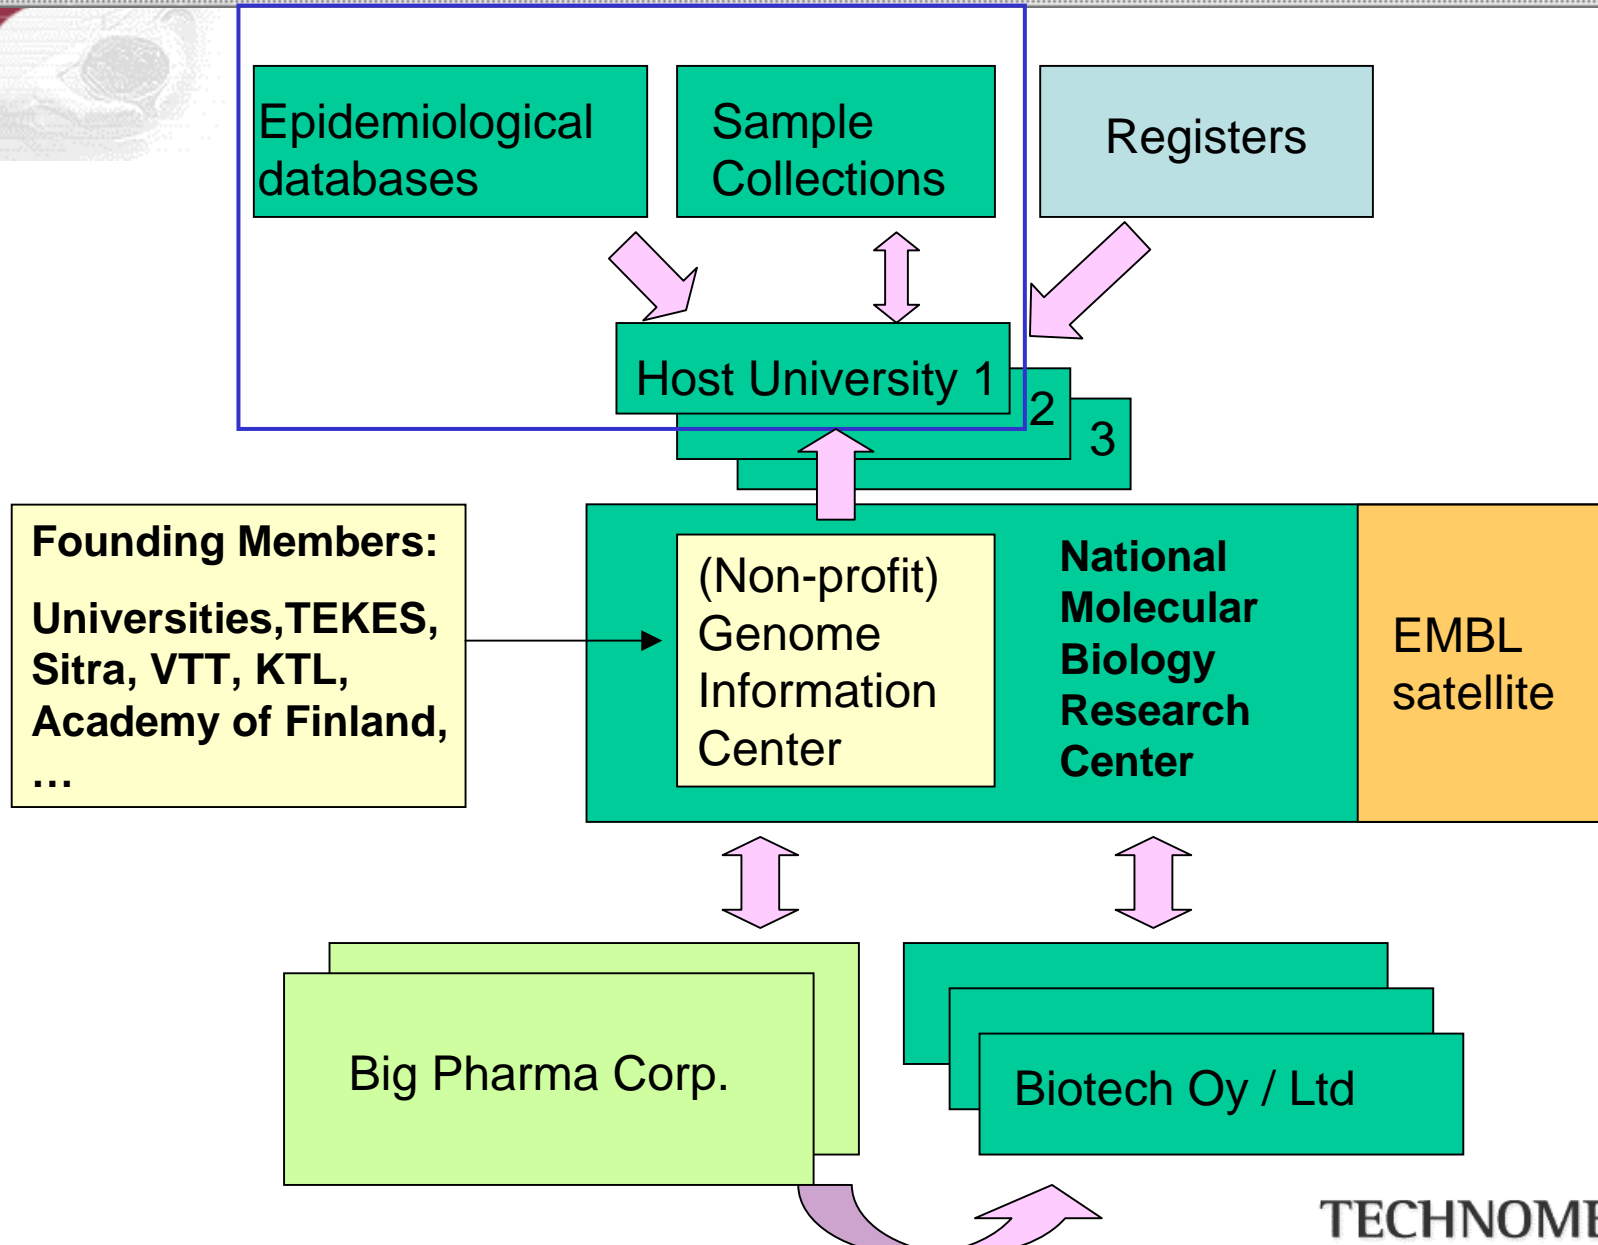 Epidemiological
databases
Sample
Collections
Registers
Host University 1
2
3
Founding Members:
Universities,TEKES,
Sitra, VTT, KTL,
Academy of Finland,
…
(Non-profit)
Genome
Information
Center
National
Molecular
Biology
Research
Center
EMBL
satellite
Big Pharma Corp.
Biotech Oy / Ltd
TECHNOME